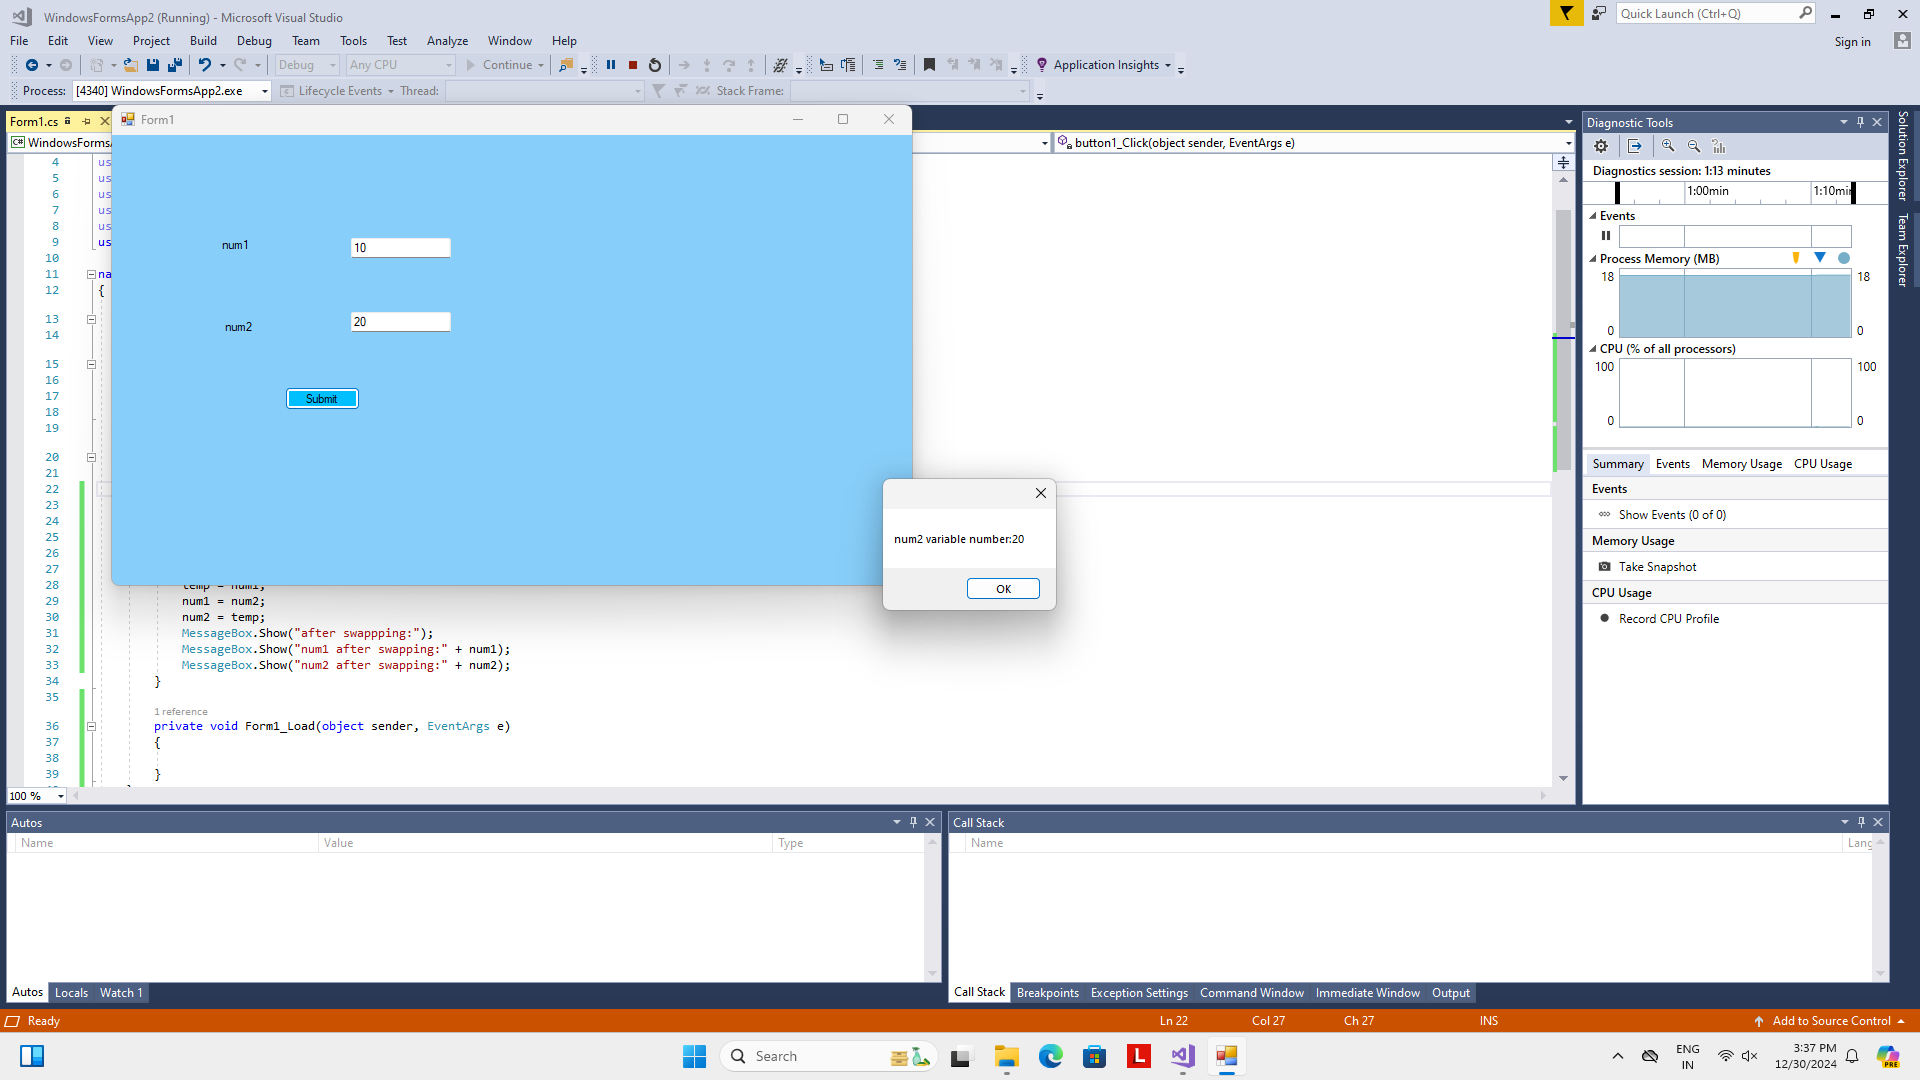 WindowsFormsApp2 (Running) - Microsoft Visual Studio
Quick Launch (Ctrl+Q)
File Edit View Project Build Debug Team Tools Test Analyze Window Help
Sign in
Debug Any CPU Continue Application Insights
Process: [4340] WindowsFormsApp2.exe Lifecycle Events Thread: Stack Frame:
Form1.cs
Form1
WindowsForms
button1_Click(object sender, EventArgs e)
4 us
5 us
6 us
7 us
8 us
9 us
10
11 na
12 {
13
14
15
16
17
18
19
20
21
22
23
24
25
26
27
28 temp = num1;
29 num1 = num2;
30 num2 = temp;
31 MessageBox.Show("after swappping:");
32 MessageBox.Show("num1 after swapping:" + num1);
33 MessageBox.Show("num2 after swapping:" + num2);
34 }
35
1 reference
36 private void Form1_Load(object sender, EventArgs e)
37 {
38
39 }
100 %
num1 10
num2 20
Submit
num2 variable number:20
OK
Diagnostic Tools
Diagnostics session: 1:13 minutes
1:00min 1:10min
Events
Process Memory (MB)
18 18
0 0
CPU (% of all processors)
100 100
0 0
Summary Events Memory Usage CPU Usage
Events
Show Events (0 of 0)
Memory Usage
Take Snapshot
CPU Usage
Record CPU Profile
Solution Explorer
Team Explorer
Autos
Name Value Type
Autos Locals Watch 1
Call Stack
Name Lang
Call Stack Breakpoints Exception Settings Command Window Immediate Window Output
Ready Ln 22 Col 27 Ch 27 INS Add to Source Control
Search
L
PRE
ENG
IN
3:37 PM
12/30/2024